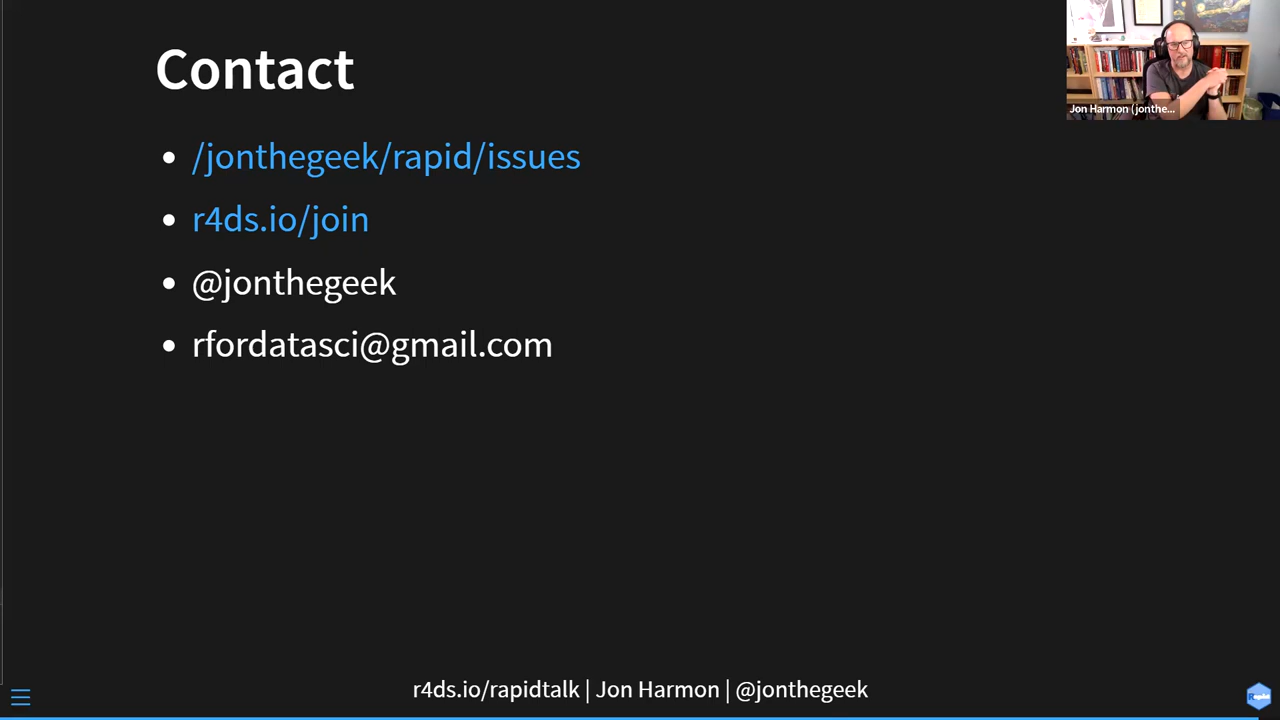 Contact
/jonthegeek/rapid/issues
r4ds.io/join
@jonthegeek
rfordatasci@gmail.com
Jon Harmon (jonthe...
r4ds.io/rapidtalk | Jon Harmon | @jonthegeek